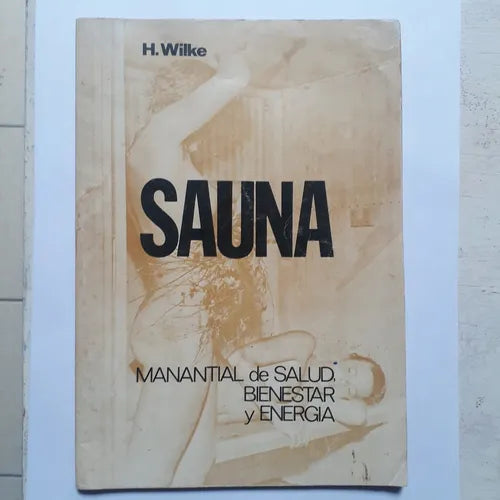 H. Wilke
SAUNA
MANANTIAL de SALUD,
BIENESTAR
y ENERGIA